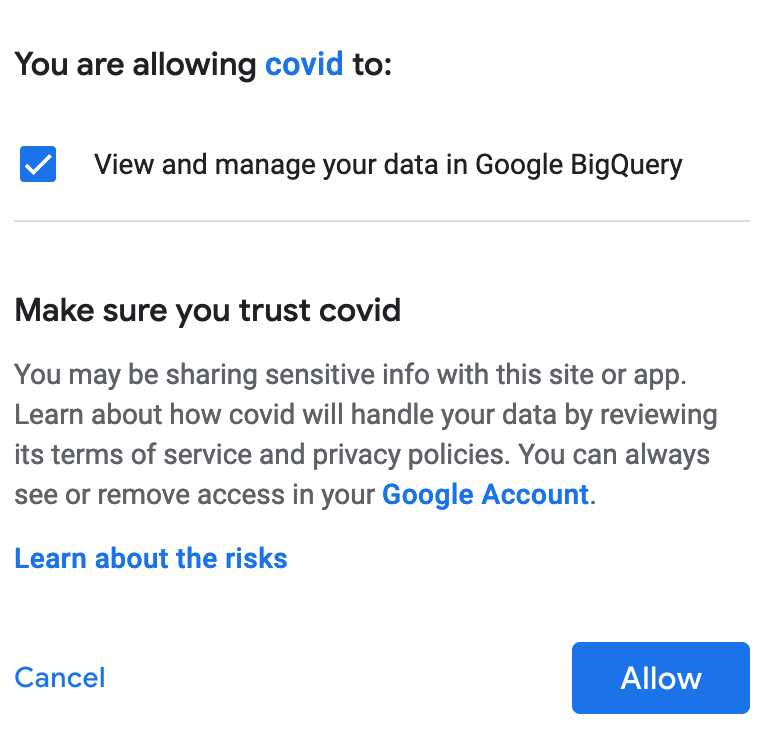 You are allowing covid to:
View and manage your data in Google BigQuery
Make sure you trust covid
You may be sharing sensitive info with this site or app.
Learn about how covid will handle your data by reviewing
its terms of service and privacy policies. You can always
see or remove access in your Google Account.
Learn about the risks
Cancel
Allow